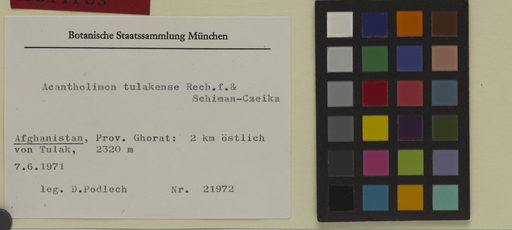 Botanische Staatssammlung München
Acantholimon tulakense Rech.f.&
Schiman-Czeika
Afghanistan, Prov. Ghorat: 2 km östlich
von Tulak, 2320 m
7.6.1971
leg. D.Podlech Nr. 21972